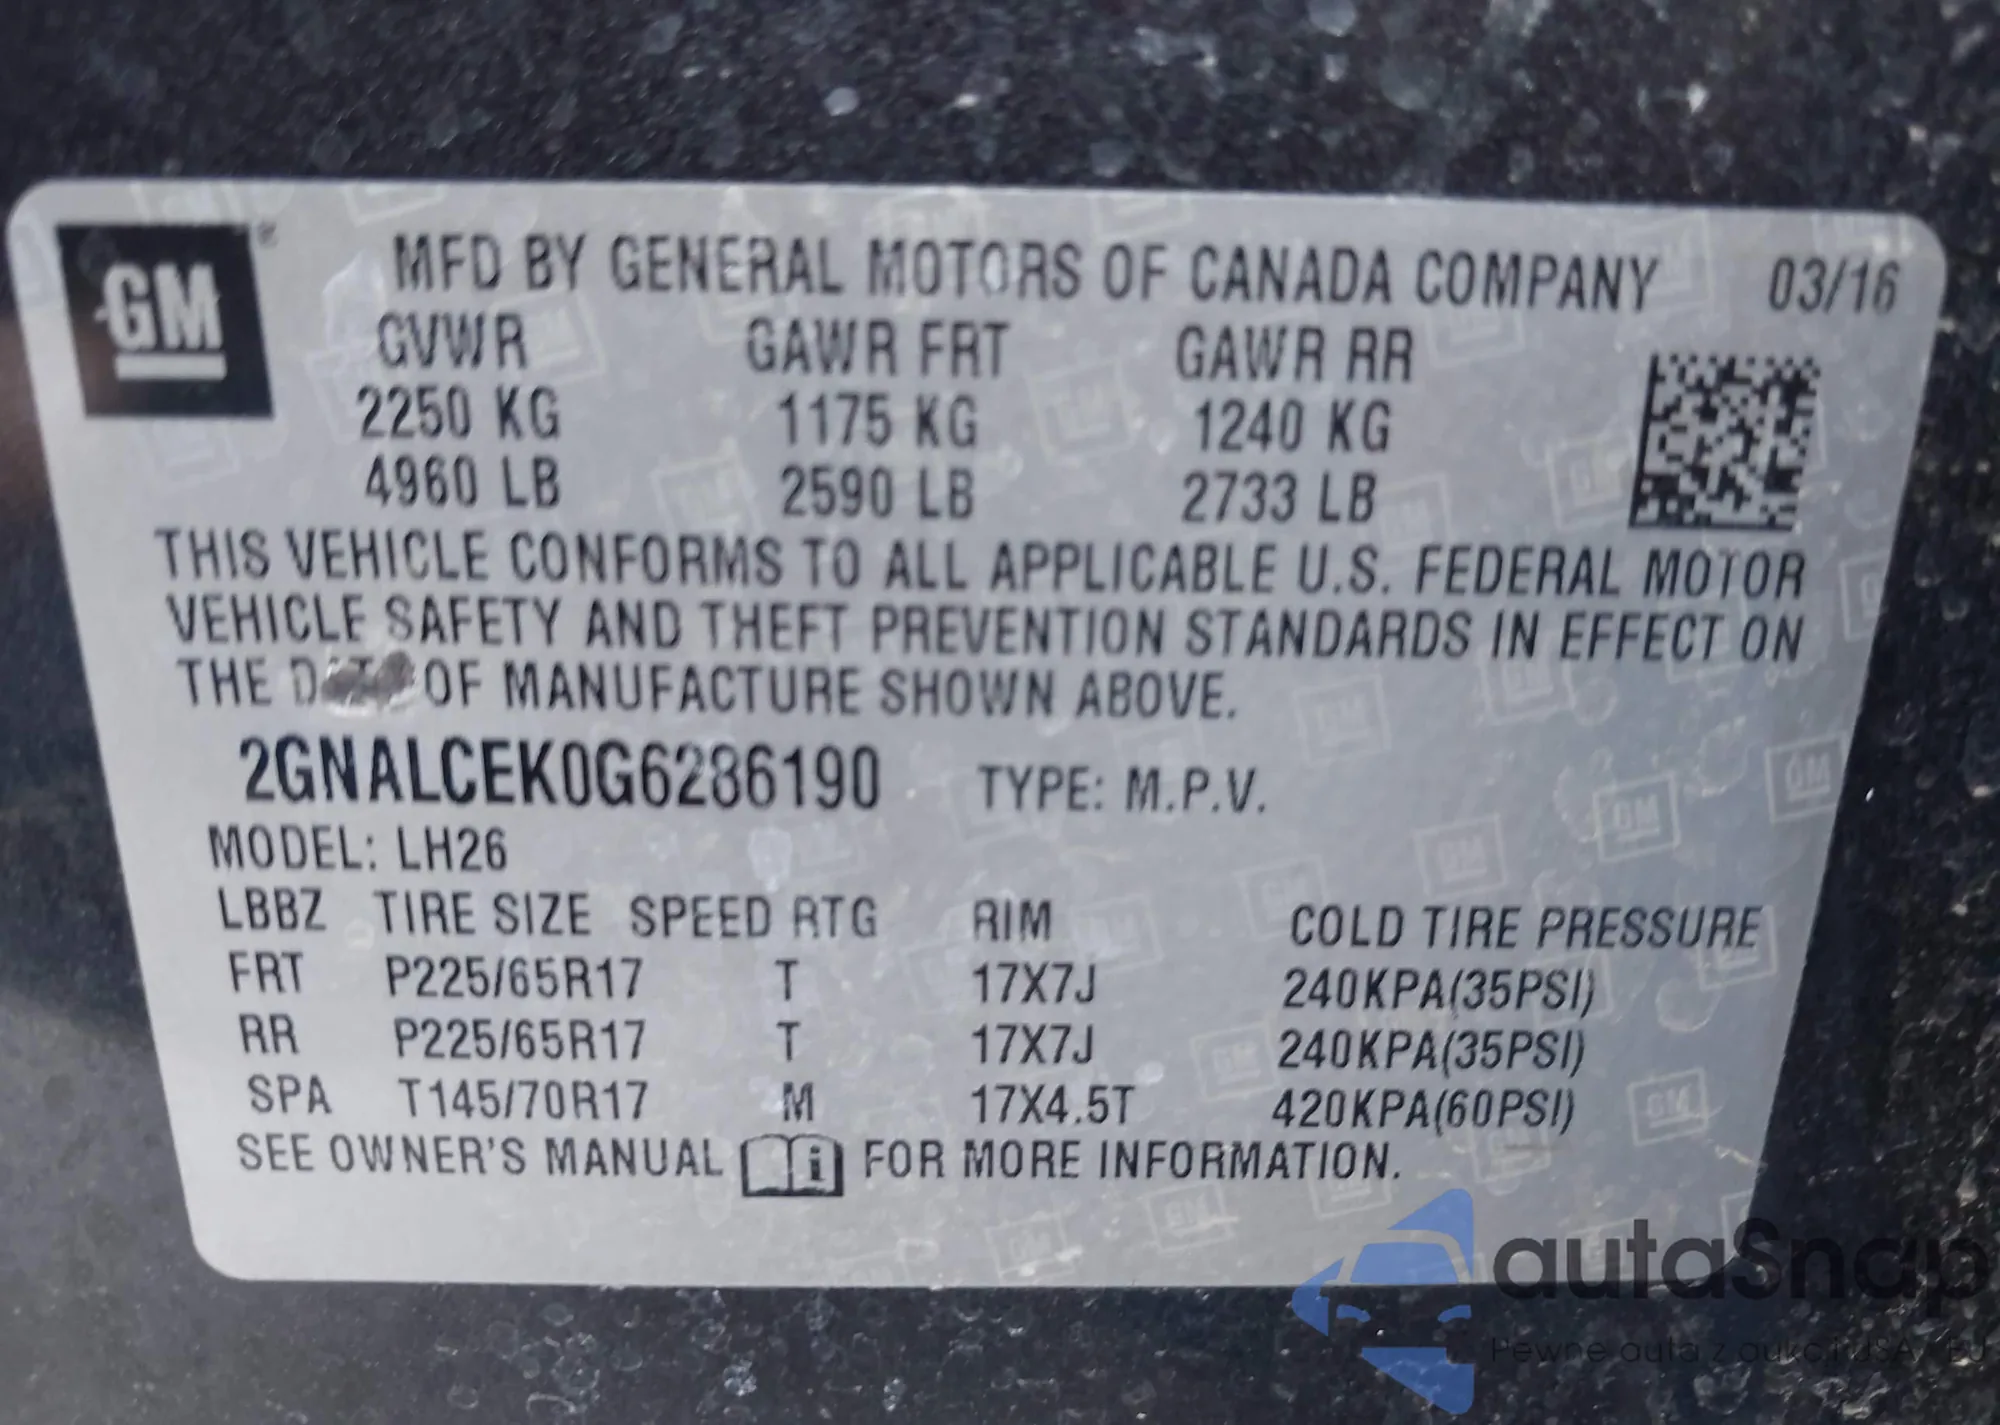 GM
MFD BY GENERAL MOTORS OF CANADA COMPANY 03/16
GVWR GAWR FRT GAWR RR
2250 KG 1175 KG 1240 KG
4960 LB 2590 LB 2733 LB
THIS VEHICLE CONFORMS TO ALL APPLICABLE U.S. FEDERAL MOTOR
VEHICLE SAFETY AND THEFT PREVENTION STANDARDS IN EFFECT ON
THE OF MANUFACTURE SHOWN ABOVE.
2GNALCEK0G6286190 TYPE: M.P.V.
MODEL: LH26
LBBZ TIRE SIZE SPEED RTG RIM COLD TIRE PRESSURE
FRT P225/65R17 T 17X7J 240KPA(35PSI)
RR P225/65R17 T 17X7J 240KPA(35PSI)
SPA T145/70R17 M 17X4.5T 420KPA(60PSI)
SEE OWNER'S MANUAL i FOR MORE INFORMATION.
autaSnap
Pewne auta z aukcji USA